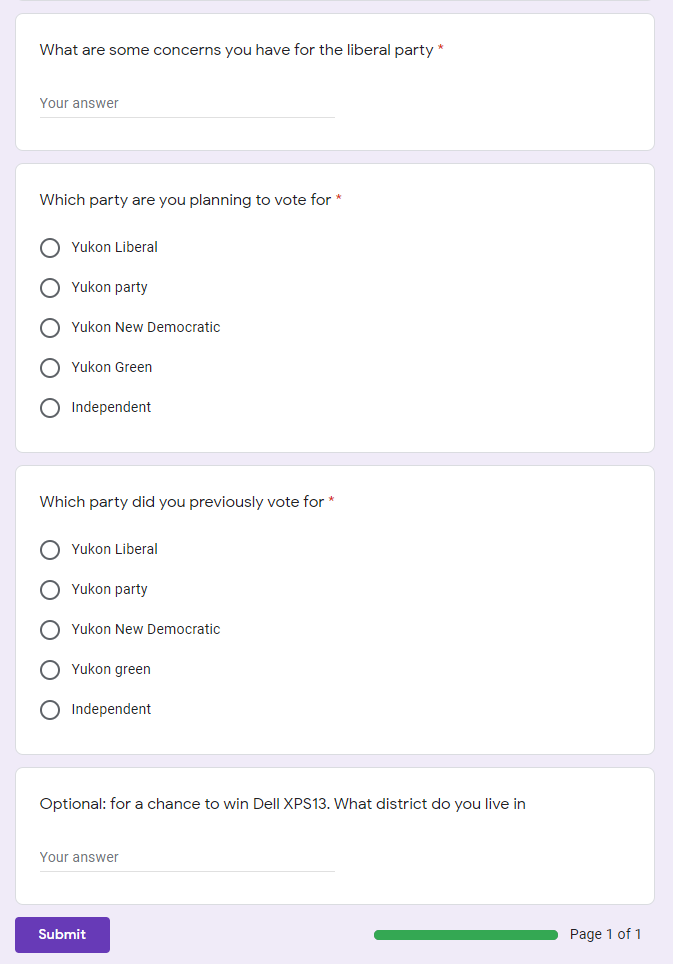 What are some concerns you have for the liberal party *
Your answer
Which party are you planning to vote for *
Yukon Liberal
Yukon party
Yukon New Democratic
Yukon Green
Independent
Which party did you previously vote for *
Yukon Liberal
Yukon party
Yukon New Democratic
Yukon green
Independent
Optional: for a chance to win Dell XPS13. What district do you live in
Your answer
Submit
Page 1 of 1